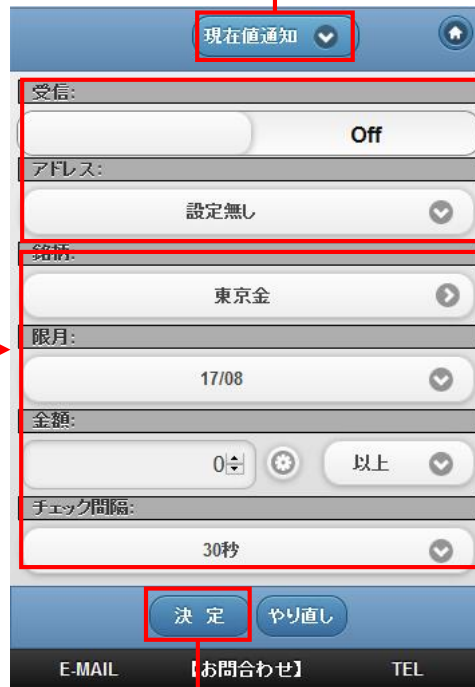 現在値通知
受信:
Off
アドレス:
設定無し
銘柄:
東京金
限月:
17/08
金額:
0 以上
チェック間隔:
30秒
決 定 やり直し
E-MAIL 【お問合わせ】 TEL